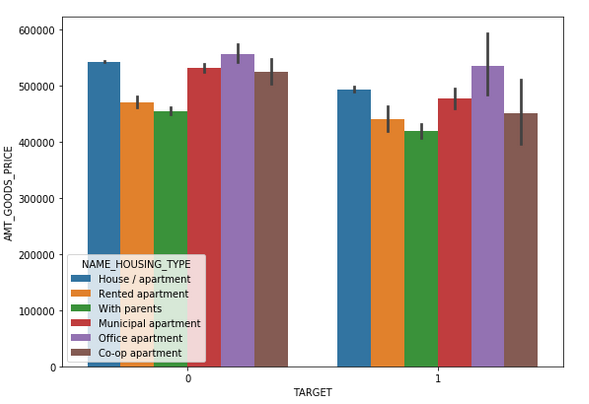 600000
500000
400000
300000
200000
100000
0
AMT_GOODS_PRICE
NAME_HOUSING_TYPE
House / apartment
Rented apartment
With parents
Municipal apartment
Office apartment
Co-op apartment
0 1
TARGET